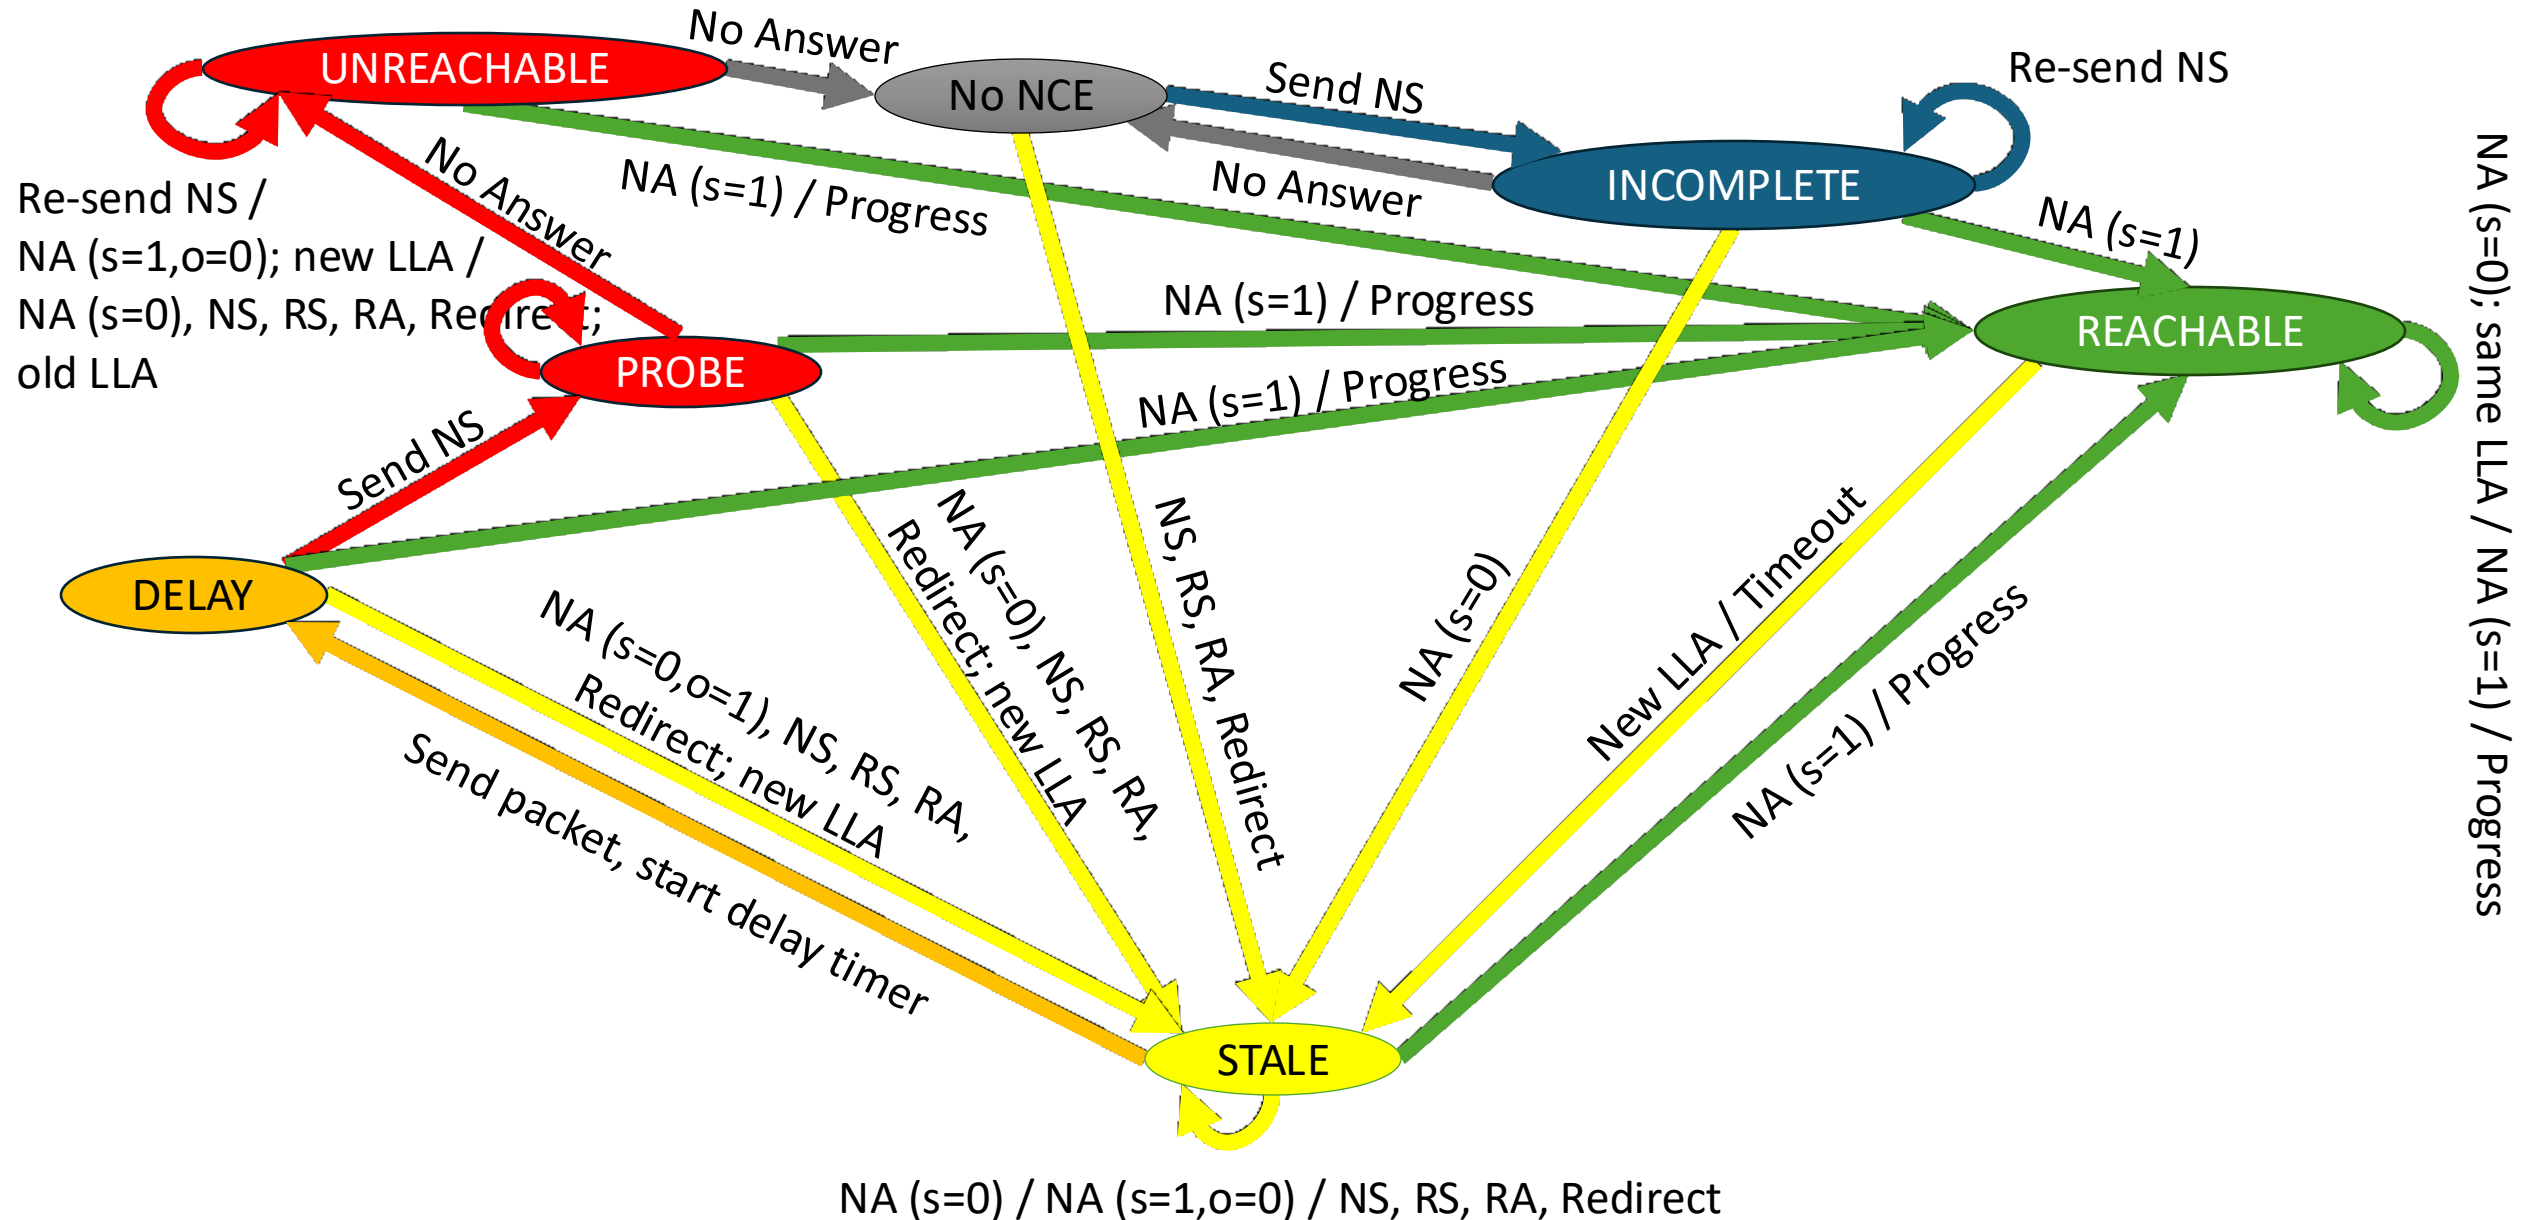 No Answer
UNREACHABLE
No NCE
Send NS
Re-send NS
No Answer
INCOMPLETE
NA (s=1) / Progress
No Answer
NA (s=1)
Re-send NS /
NA (s=1,o=0); new LLA /
NA (s=0), NS, RS, RA, Redirect;
old LLA
NA (s=1) / Progress
REACHABLE
PROBE
NA (s=1) / Progress
NA (s=0); same LLA / NA (s=1) / Progress
Send NS
DELAY
NA (s=0,o=1), NS, RS, RA,
Redirect; new LLA
Send packet, start delay timer
NA (s=0), NS, RS, RA,
Redirect; new LLA
NS, RS, RA, Redirect
NA (s=0)
New LLA / Timeout
NA (s=1) / Progress
STALE
NA (s=0) / NA (s=1,o=0) / NS, RS, RA, Redirect